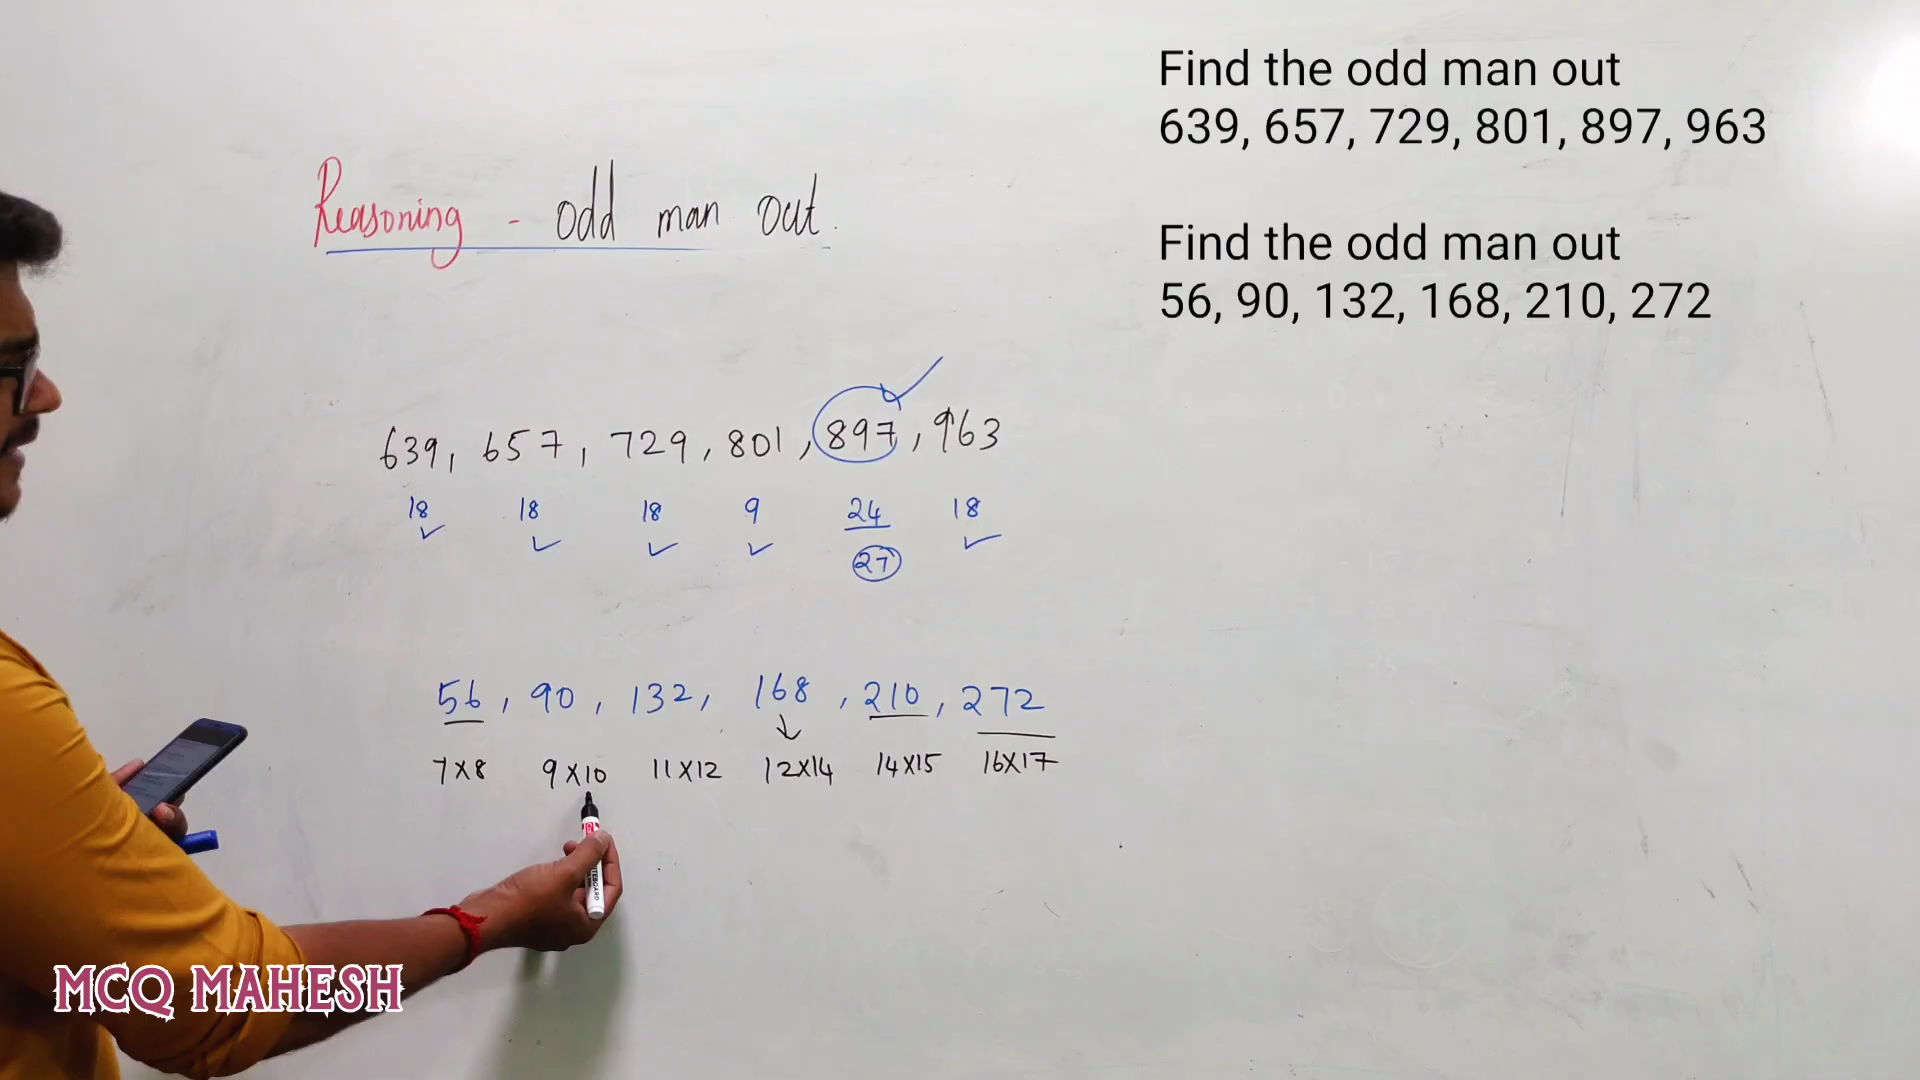 Find the odd man out
639, 657, 729, 801, 897, 963
Find the odd man out
56, 90, 132, 168, 210, 272
Reasoning - odd man out.
639, 657, 729, 801, 897, 963
18 18 18 9 24 18
27
56, 90, 132, 168, 210, 272
7X8 9X10 11X12 12X14 14X15 16X17
MCQ MAHESH